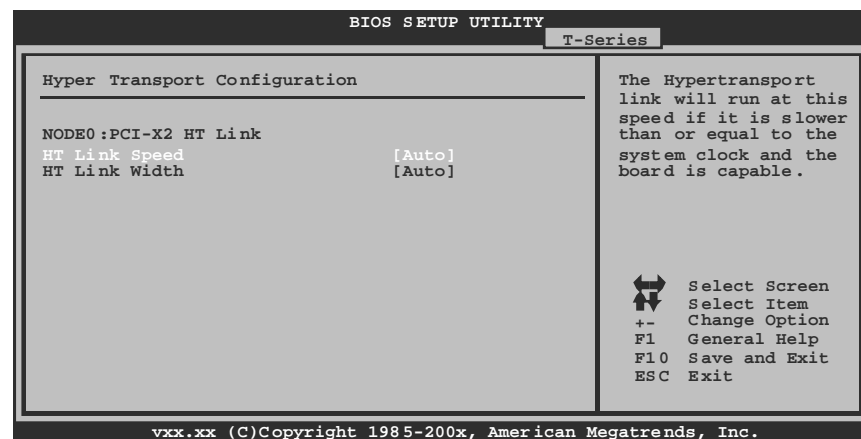 BIOS SETUP UTILITY
T-Series
Hyper Transport Configuration
NODE0:PCI-X2 HT Link
HT Link Speed [Auto]
HT Link Width [Auto]
The Hypertransport
link will run at this
speed if it is slower
than or equal to the
system clock and the
board is capable.
Select Screen
Select Item
+- Change Option
F1 General Help
F10 Save and Exit
ESC Exit
vxx.xx (C)Copyright 1985-200x, American Megatrends, Inc.